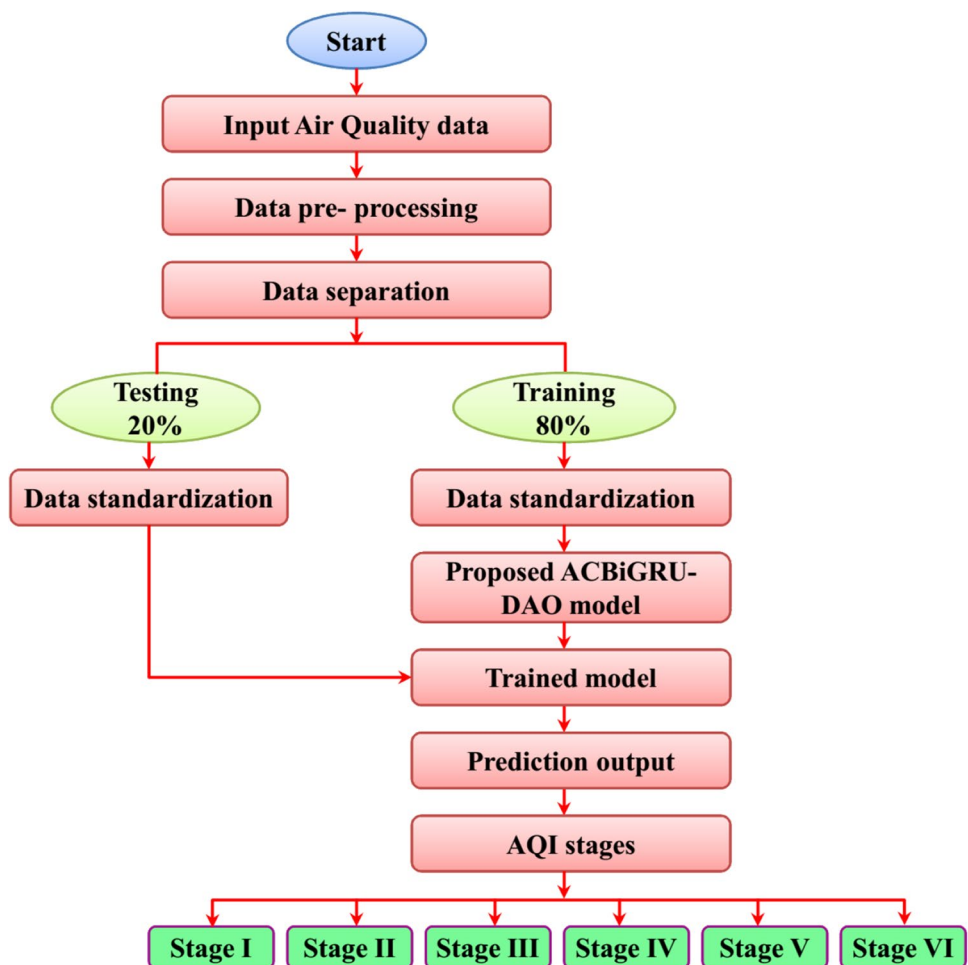 Start
Input Air Quality data
Data pre- processing
Data separation
Testing
20%
Training
80%
Data standardization
Data standardization
Proposed ACBiGRU-
DAO model
Trained model
Prediction output
AQI stages
Stage I
Stage II
Stage III
Stage IV
Stage V
Stage VI